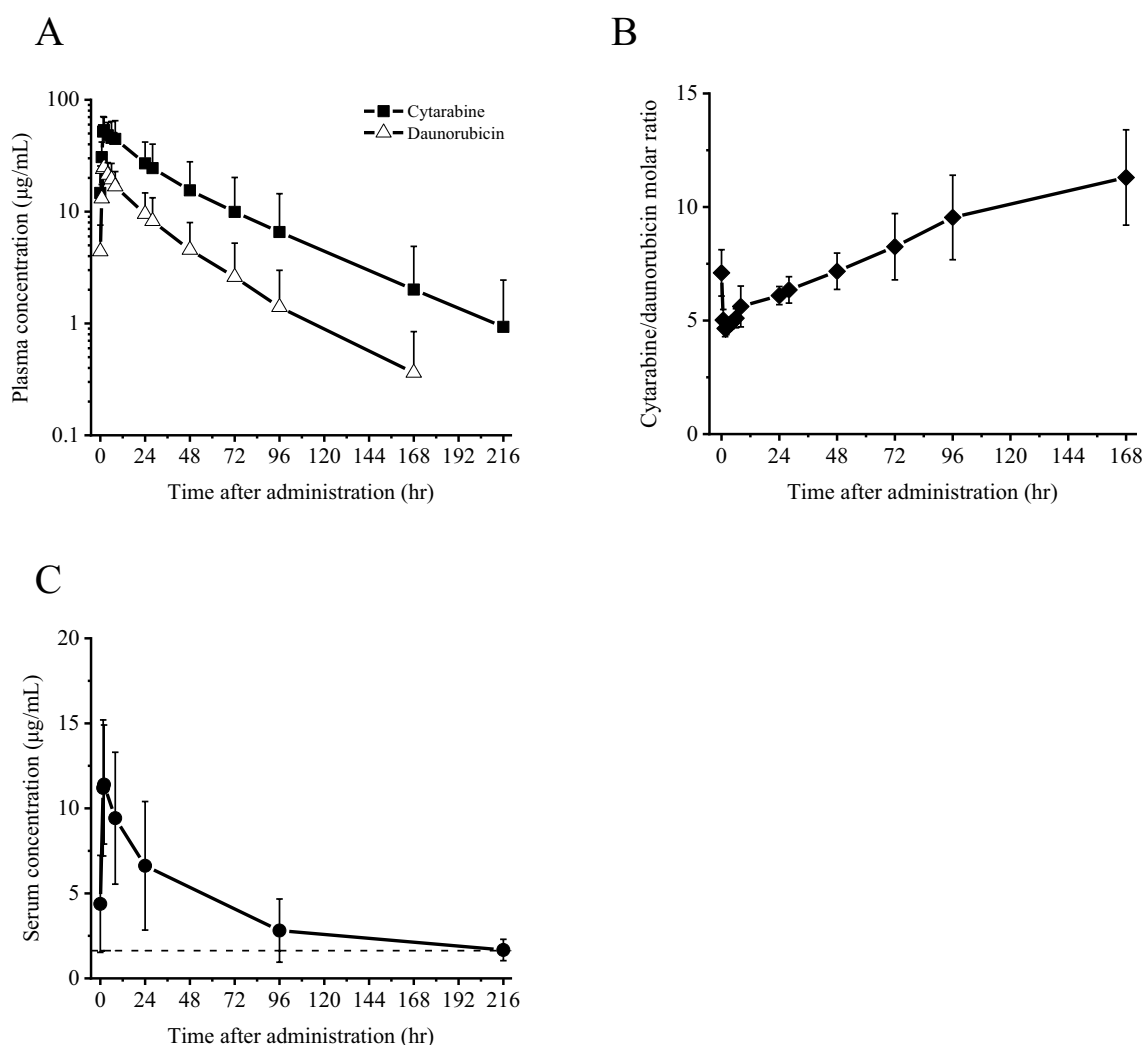 A
Plasma concentration (μg/mL)
100
10
1
0.1
Cytarabine
Daunorubicin
0 24 48 72 96 120 144 168 192 216
Time after administration (hr)
B
Cytarabine/daunorubicin molar ratio
15
10
5
0
0 24 48 72 96 120 144 168
Time after administration (hr)
C
Serum concentration (μg/mL)
20
15
10
5
0
0 24 48 72 96 120 144 168 192 216
Time after administration (hr)